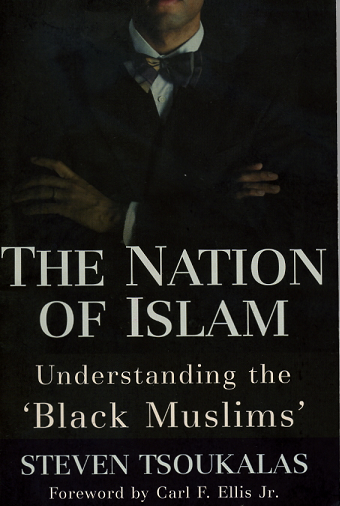 THE NATION
OF ISLAM
Understanding the
‘Black Muslims’
STEVEN TSOUKALAS
Foreword by Carl F. Ellis Jr.